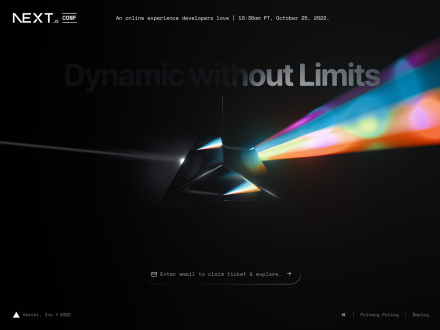 NEXT.JS CONF
An online experience developers love | 10:30am PT, October 25, 2022.
Dynamic without Limits
Enter email to claim ticket & explore. →
▲ Vercel, Inc ©2022
Privacy Policy | Deploy